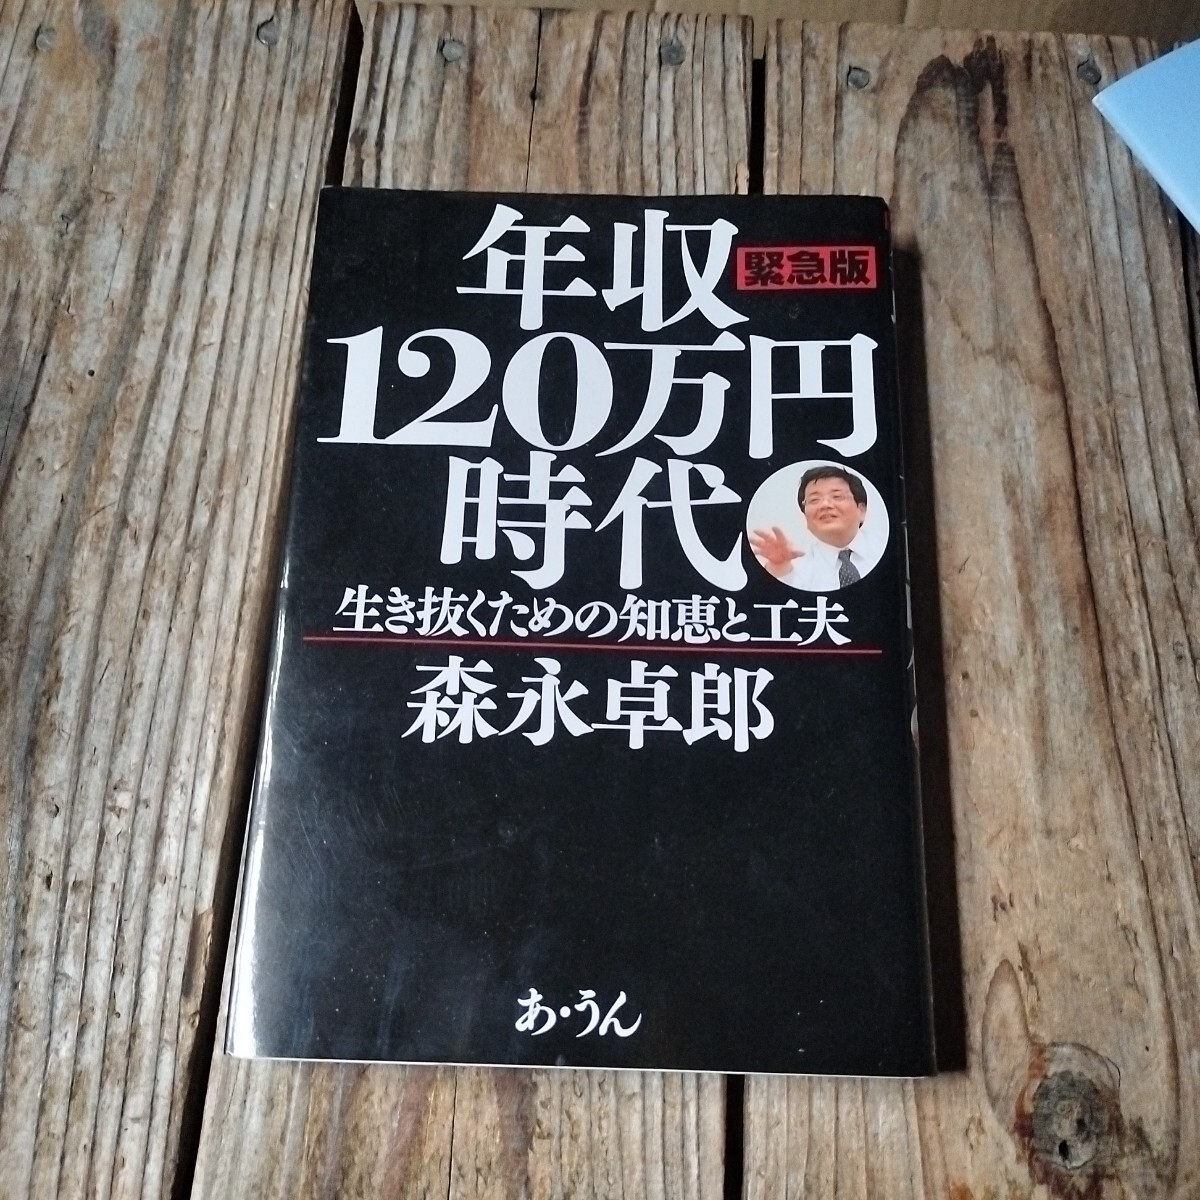 年収
緊急版
120万円
時代
生き抜くための知恵と工夫
森永卓郎
あ・うん